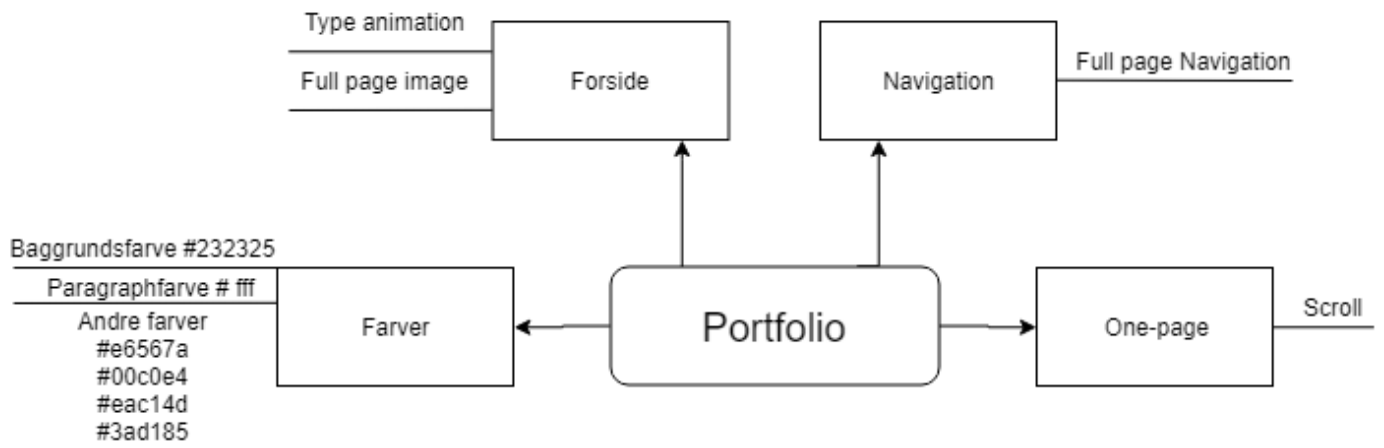 Type animation
Full page image
Forside
Navigation
Full page Navigation
Baggrundsfarve #232325
Paragraphfarve # fff
Andre farver
#e6567a
#00c0e4
#eac14d
#3ad185
Farver
Portfolio
One-page
Scroll